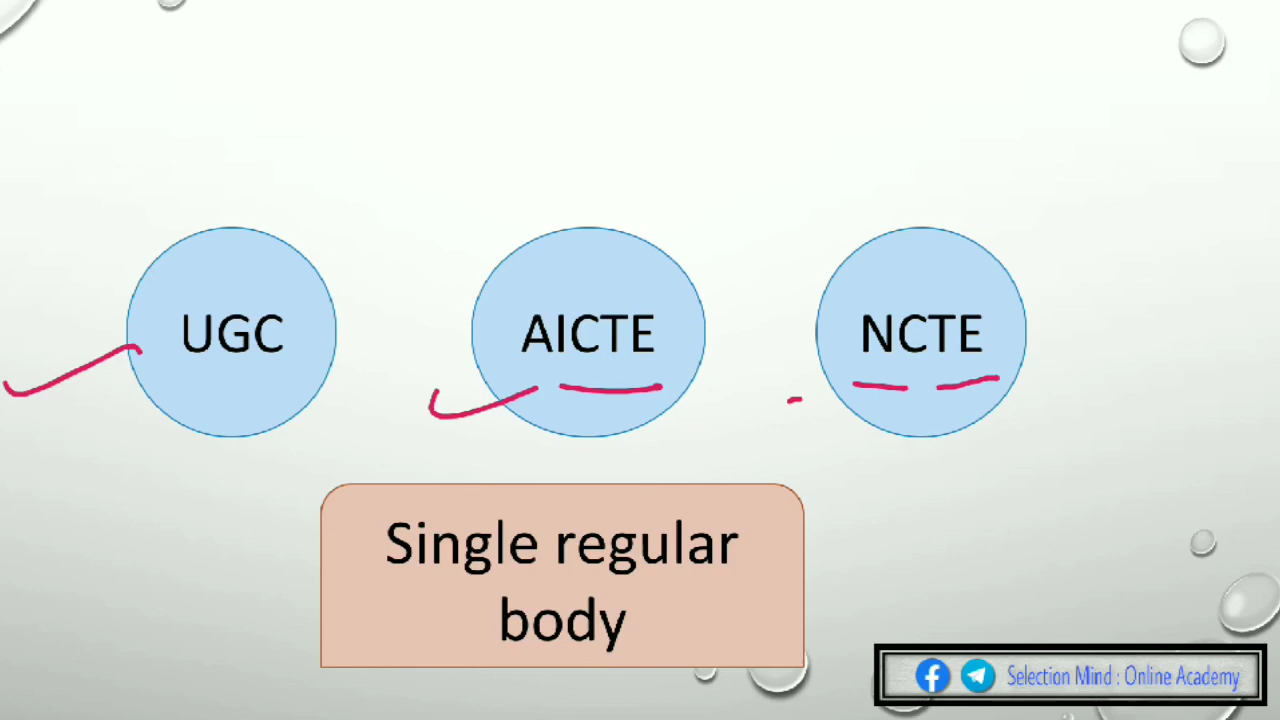 UGC
AICTE
NCTE
Single regular
body
Selection Mind : Online Academy